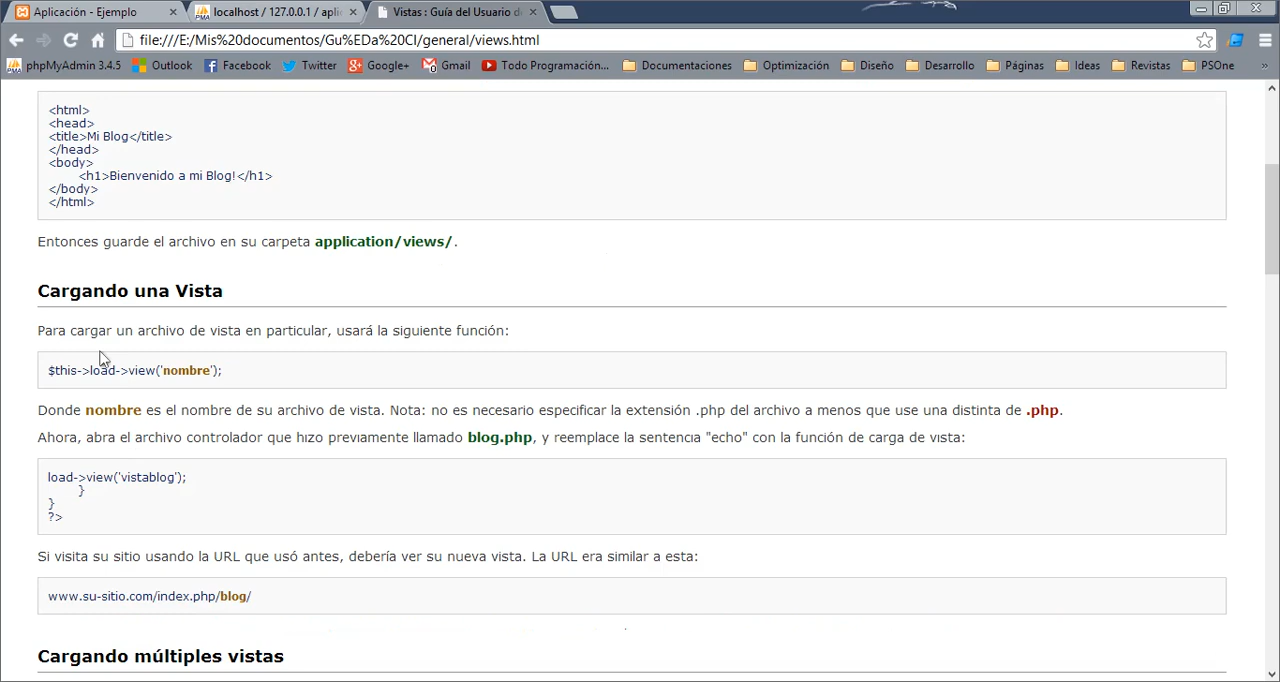 Aplicación - Ejemplo
localhost / 127.0.0.1 / aplic
Vistas : Guía del Usuario de
file:///E:/Mis%20documentos/Gu%EDa%20CI/general/views.html
phpMyAdmin 3.4.5 Outlook Facebook Twitter Google+ Gmail Todo Programación... Documentaciones Optimización Diseño Desarrollo Páginas Ideas Revistas PSOne »
<html>
<head>
<title>Mi Blog</title>
</head>
<body>
<h1>Bienvenido a mi Blog!</h1>
</body>
</html>
Entonces guarde el archivo en su carpeta application/views/.
Cargando una Vista
Para cargar un archivo de vista en particular, usará la siguiente función:
$this->load->view('nombre');
Donde nombre es el nombre de su archivo de vista. Nota: no es necesario especificar la extensión .php del archivo a menos que use una distinta de .php.
Ahora, abra el archivo controlador que hizo previamente llamado blog.php, y reemplace la sentencia "echo" con la función de carga de vista:
load->view('vistablog');
}
}
?>
Si visita su sitio usando la URL que usó antes, debería ver su nueva vista. La URL era similar a esta:
www.su-sitio.com/index.php/blog/
Cargando múltiples vistas